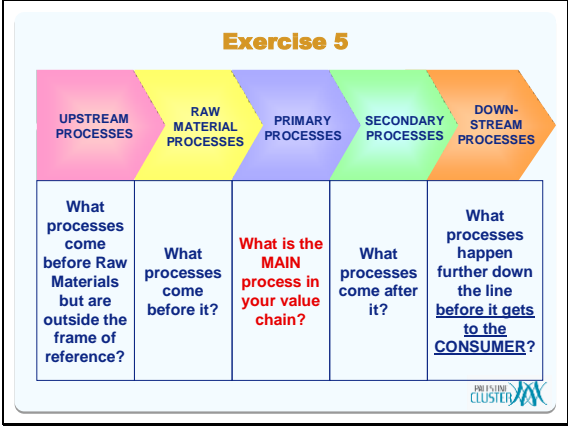 Exercise 5
UPSTREAM
PROCESSES
RAW
MATERIAL
PROCESSES
PRIMARY
PROCESSES
SECONDARY
PROCESSES
DOWN-
STREAM
PROCESSES
What
processes
come
before Raw
Materials
but are
outside the
frame of
reference?
What
processes
come
before it?
What is the
MAIN
process in
your value
chain?
What
processes
come after
it?
What
processes
happen
further down
the line
before it gets
to the
CONSUMER?
PALESTINE
CLUSTER